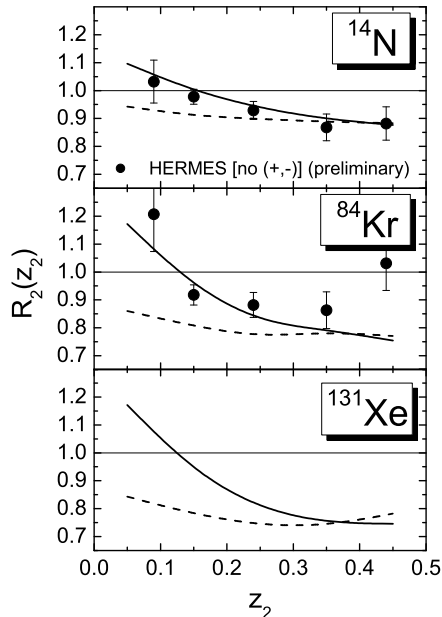 1.2
1.1
1.0
0.9
0.8
0.7
¹⁴N
HERMES [no (+,-)] (preliminary)
1.2
1.1
1.0
0.9
0.8
0.7
⁸⁴Kr
R₂(z₂)
1.2
1.1
1.0
0.9
0.8
0.7
¹³¹Xe
0.0 0.1 0.2 0.3 0.4 0.5
z₂